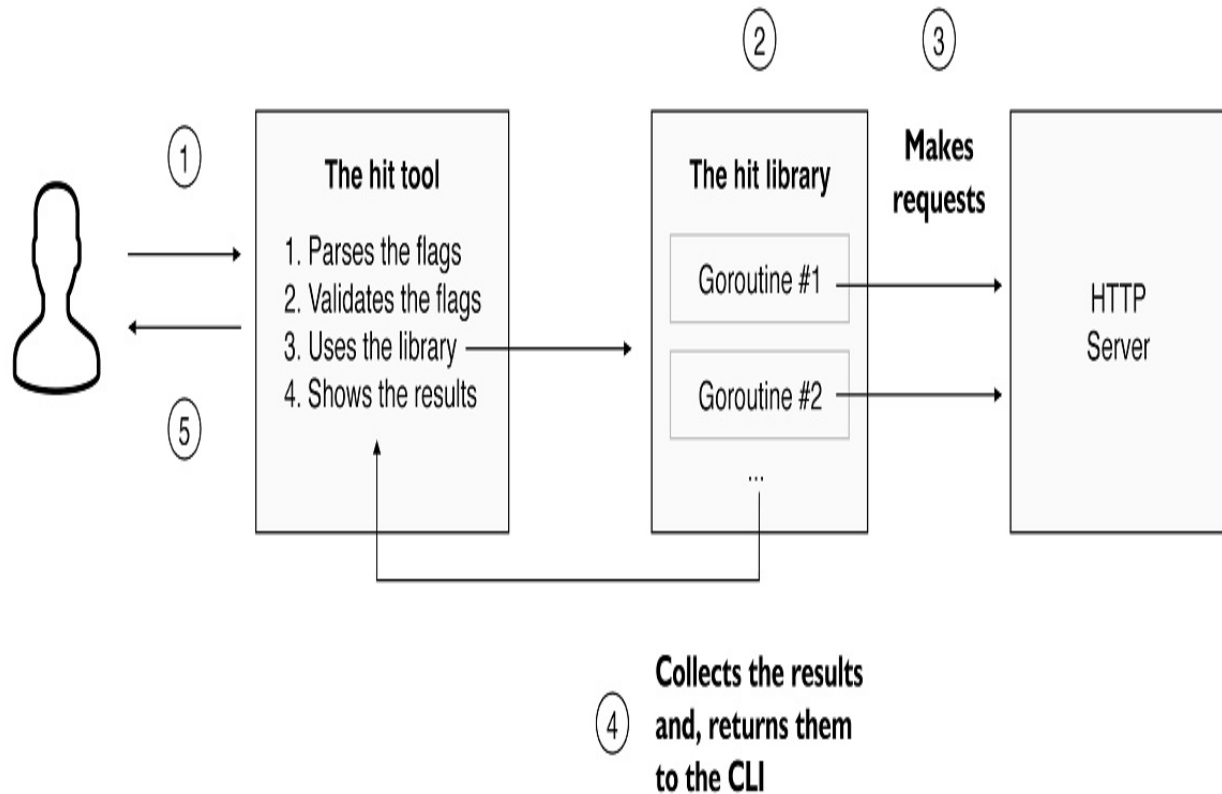 2
3
1
The hit tool
1. Parses the flags
2. Validates the flags
3. Uses the library
4. Shows the results
5
The hit library
Goroutine #1
Goroutine #2
...
Makes
requests
HTTP
Server
4
Collects the results
and, returns them
to the CLI